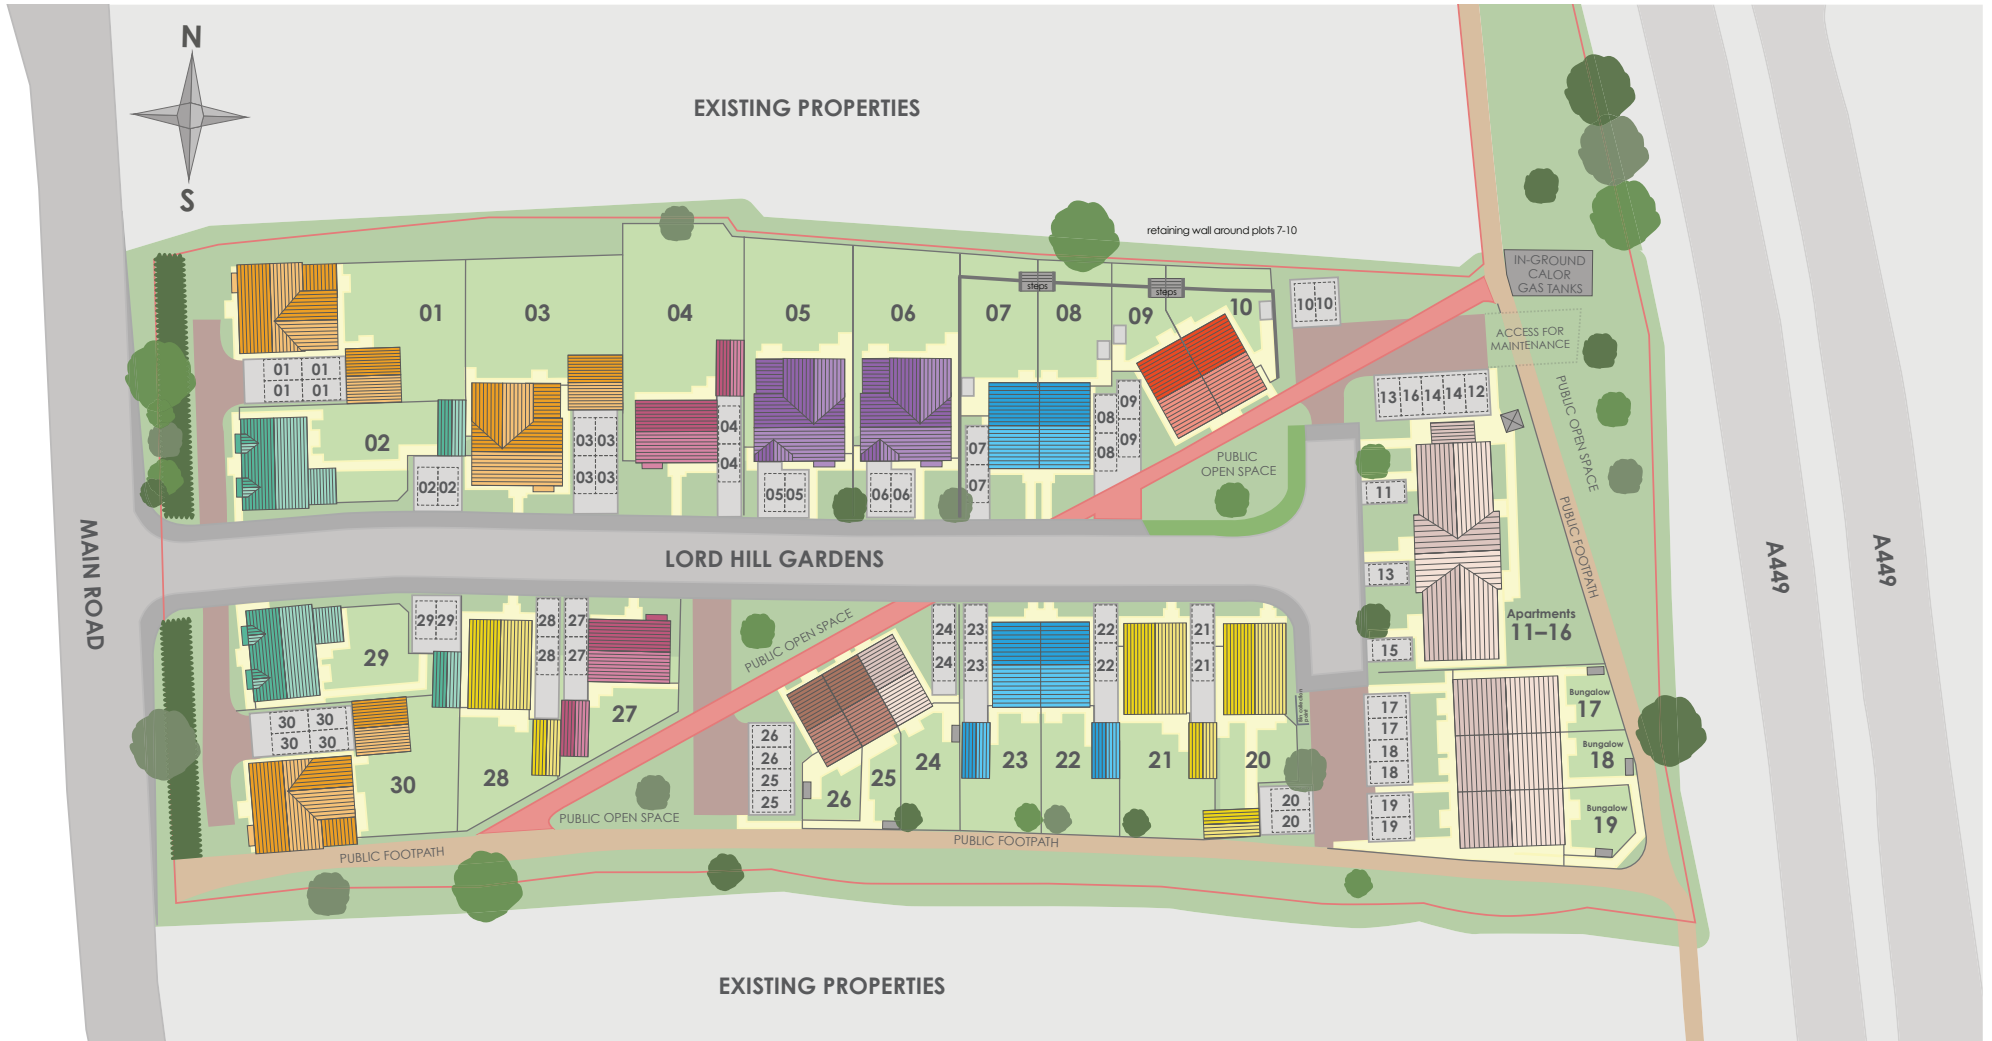 N
S
EXISTING PROPERTIES
retaining wall around plots 7-10
IN-GROUND
CALOR
GAS TANKS
ACCESS FOR
MAINTENANCE
steps
steps
01
03
04
05
06
07
08
09
10
10 10
01 01
01 01
02
02 02
03 03
03 03
04
04
05 05
06 06
07
07
08
08
09
09
PUBLIC
OPEN SPACE
13 16 14 14 12
PUBLIC OPEN SPACE
PUBLIC FOOTPATH
11
13
15
Apartments
11–16
MAIN ROAD
LORD HILL GARDENS
A449
A449
29 29
29
28
28
27
27
27
28
30 30
30 30
30
PUBLIC OPEN SPACE
PUBLIC OPEN SPACE
26
26
25
25
26
25
24
24
24
23
23
23
22
22
22
21
21
21
20
20
20
17
17
18
18
19
19
Bungalow
17
Bungalow
18
Bungalow
19
PUBLIC FOOTPATH
PUBLIC FOOTPATH
EXISTING PROPERTIES